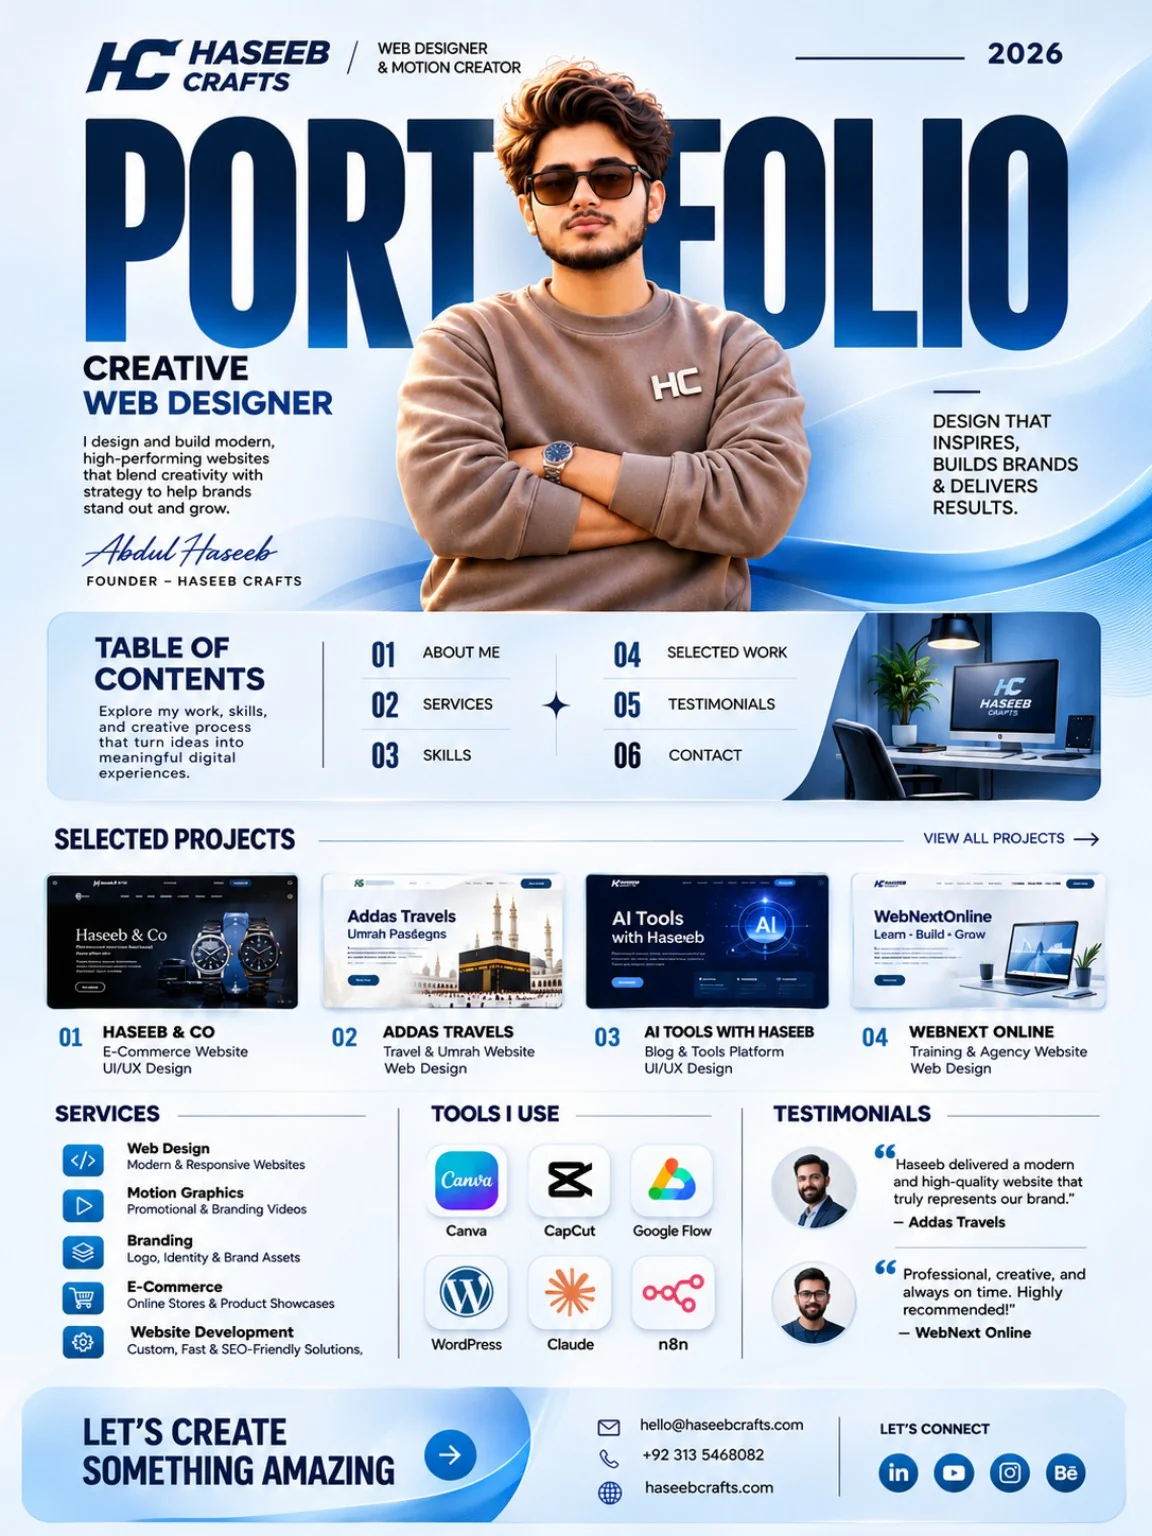 HC HASEEB
CRAFTS
WEB DESIGNER
& MOTION CREATOR
2026
PORTFOLIO
HC
CREATIVE
WEB DESIGNER
I design and build modern,
high-performing websites
that blend creativity with
strategy to help brands
stand out and grow.
Abdul Haseeb
FOUNDER – HASEEB CRAFTS
DESIGN THAT
INSPIRES,
BUILDS BRANDS
& DELIVERS
RESULTS.
TABLE OF
CONTENTS
Explore my work, skills,
and creative process
that turn ideas into
meaningful digital
experiences.
01 ABOUT ME
02 SERVICES
03 SKILLS
04 SELECTED WORK
05 TESTIMONIALS
06 CONTACT
HC
HASEEB
CRAFTS
SELECTED PROJECTS
VIEW ALL PROJECTS
Haseeb & Co
Addas Travels
Umrah Pasdegns
AI Tools
with Haseeb
AI
HASEEB
WebNextOnline
Learn - Build - Grow
01 HASEEB & CO
E-Commerce Website
UI/UX Design
02 ADDAS TRAVELS
Travel & Umrah Website
Web Design
03 AI TOOLS WITH HASEEB
Blog & Tools Platform
UI/UX Design
04 WEBNEXT ONLINE
Training & Agency Website
Web Design
SERVICES
Web Design
Modern & Responsive Websites
Motion Graphics
Promotional & Branding Videos
Branding
Logo, Identity & Brand Assets
E-Commerce
Online Stores & Product Showcases
Website Development
Custom, Fast & SEO-Friendly Solutions,
TOOLS I USE
Canva
Canva
CapCut
Google Flow
WordPress
Claude
n8n
TESTIMONIALS
“Haseeb delivered a modern
and high-quality website that
truly represents our brand.”
– Addas Travels
“Professional, creative, and
always on time. Highly
recommended!"
– WebNext Online
LET'S CREATE
SOMETHING AMAZING
hello@haseebcrafts.com
+92 313 5468082
haseebcrafts.com
LET'S CONNECT
in
Bē